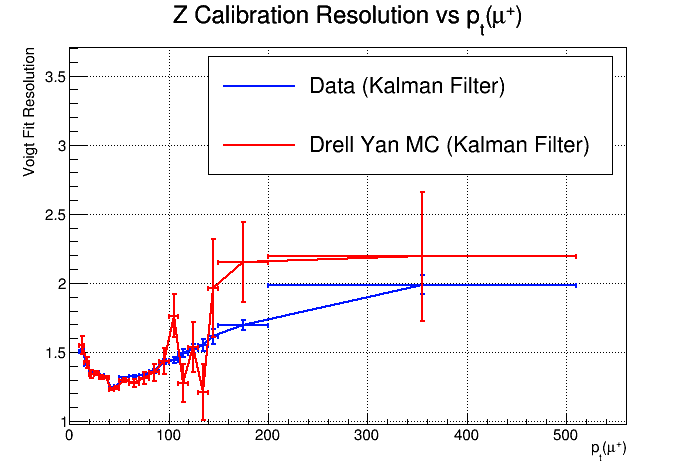 Z Calibration Resolution vs p_t(μ⁺)
Voigt Fit Resolution
Data (Kalman Filter)
Drell Yan MC (Kalman Filter)
3.5
3
2.5
2
1.5
1
0 100 200 300 400 500
p_t(μ⁺)